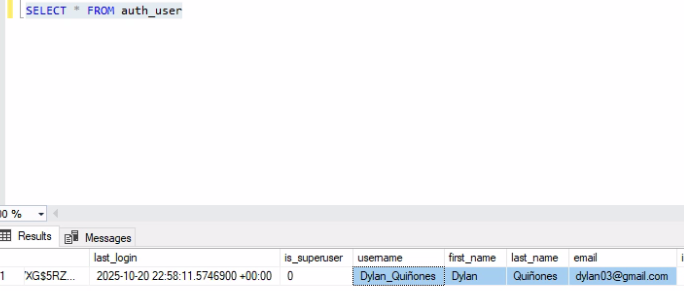 SELECT * FROM auth_user
00 %
Results Messages
last_login is_superuser username first_name last_name email
1 'XG$5RZ... 2025-10-20 22:58:11.5746900 +00:00 0 Dylan_Quiñones Dylan Quiñones dylan03@gmail.com